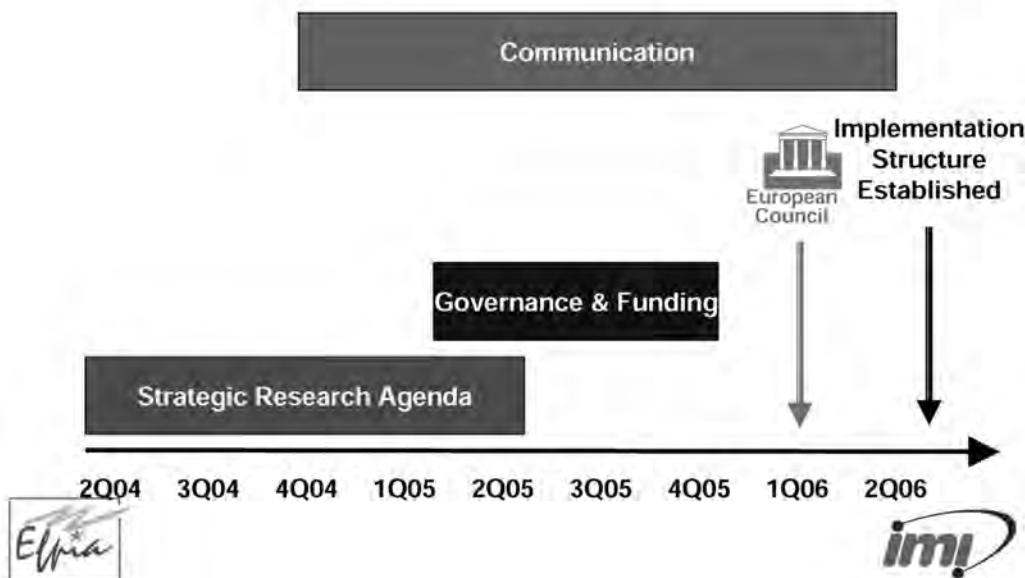 Communication
Implementation
Structure
Established
European
Council
Governance & Funding
Strategic Research Agenda
2Q04 3Q04 4Q04 1Q05 2Q05 3Q05 4Q05 1Q06 2Q06
Efpia
imi